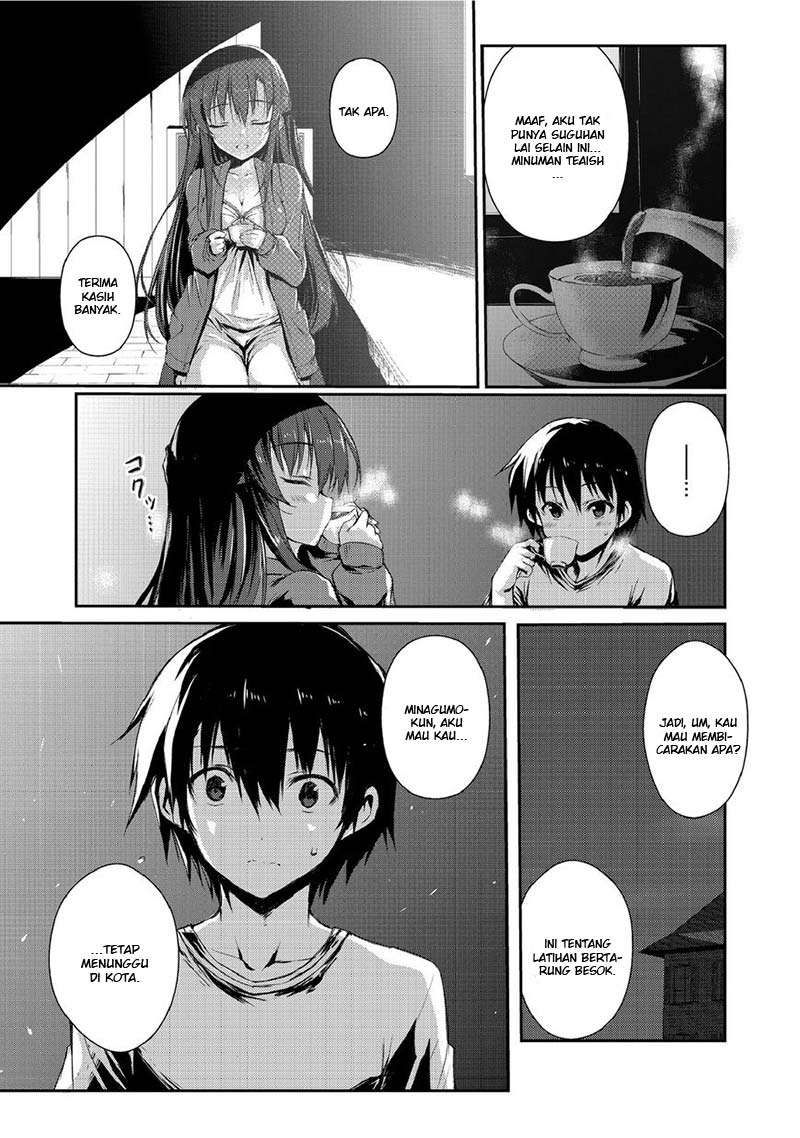 MAAF, AKU TAK
PUNYA SUGUHAN
LAI SELAIN INI...
MINUMAN TEAISH
...
TAK APA.
TERIMA
KASIH
BANYAK.
......
コクッ…
JADI, UM, KAU
MAU MEMBI-
CARAKAN APA?
INI TENTANG
LATIHAN BERTA-
RUNG BESOK.
MINAGUMO-
KUN, AKU
MAU KAU...
...TETAP
MENUNGGU
DI KOTA.